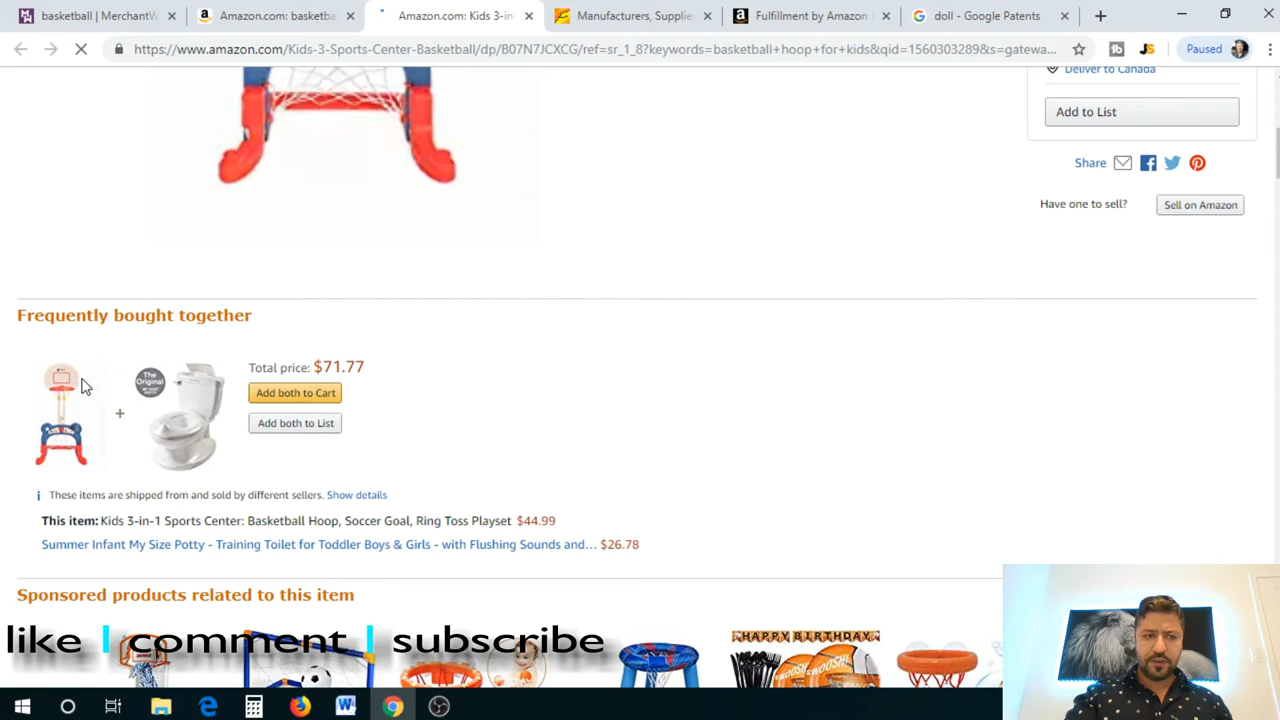 basketball | MerchantW
Amazon.com: basketba
Amazon.com: Kids 3-in-
Manufacturers, Supplie
Fulfillment by Amazon
doll - Google Patents
https://www.amazon.com/Kids-3-Sports-Center-Basketball/dp/B07N7JCXCG/ref=sr_1_8?keywords=basketball+hoop+for+kids&qid=1560303289&s=gatewa...
Paused
Deliver to Canada
Add to List
Share
Have one to sell?
Sell on Amazon
Frequently bought together
The Original
MY SIZE POTTY
+
Total price: $71.77
Add both to Cart
Add both to List
i These items are shipped from and sold by different sellers. Show details
This item: Kids 3-in-1 Sports Center: Basketball Hoop, Soccer Goal, Ring Toss Playset $44.99
Summer Infant My Size Potty - Training Toilet for Toddler Boys & Girls - with Flushing Sounds and... $26.78
Sponsored products related to this item
HAPPY BIRTHDAY
SWOOSH!
like | comment | subscribe